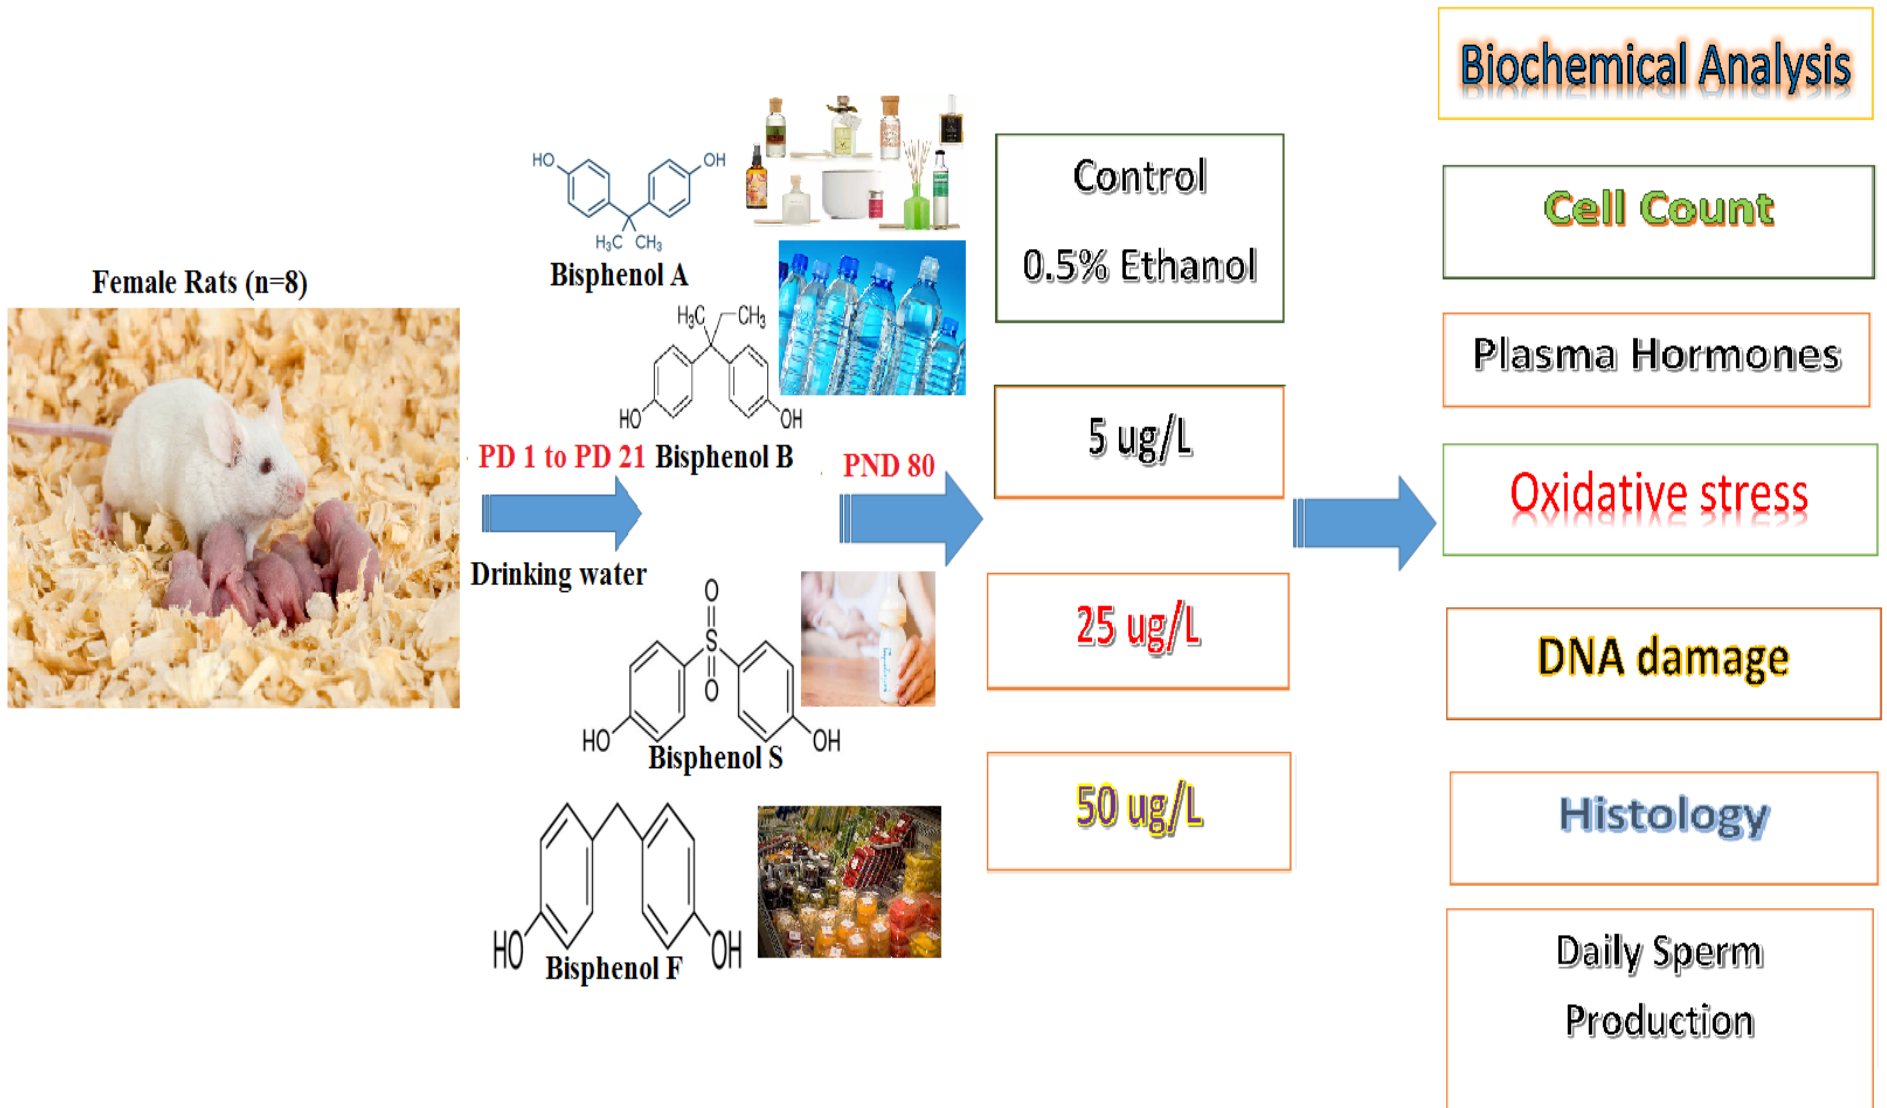 Female Rats (n=8)
PD 1 to PD 21
Drinking water
HO
OH
H₃C CH₃
Bisphenol A
H₃C
CH₃
HO
OH
Bisphenol B
O
S
O
HO
OH
Bisphenol S
HO
OH
Bisphenol F
PND 80
Control
0.5% Ethanol
5 ug/L
25 ug/L
50 ug/L
Biochemical Analysis
Cell Count
Plasma Hormones
Oxidative stress
DNA damage
Histology
Daily Sperm
Production